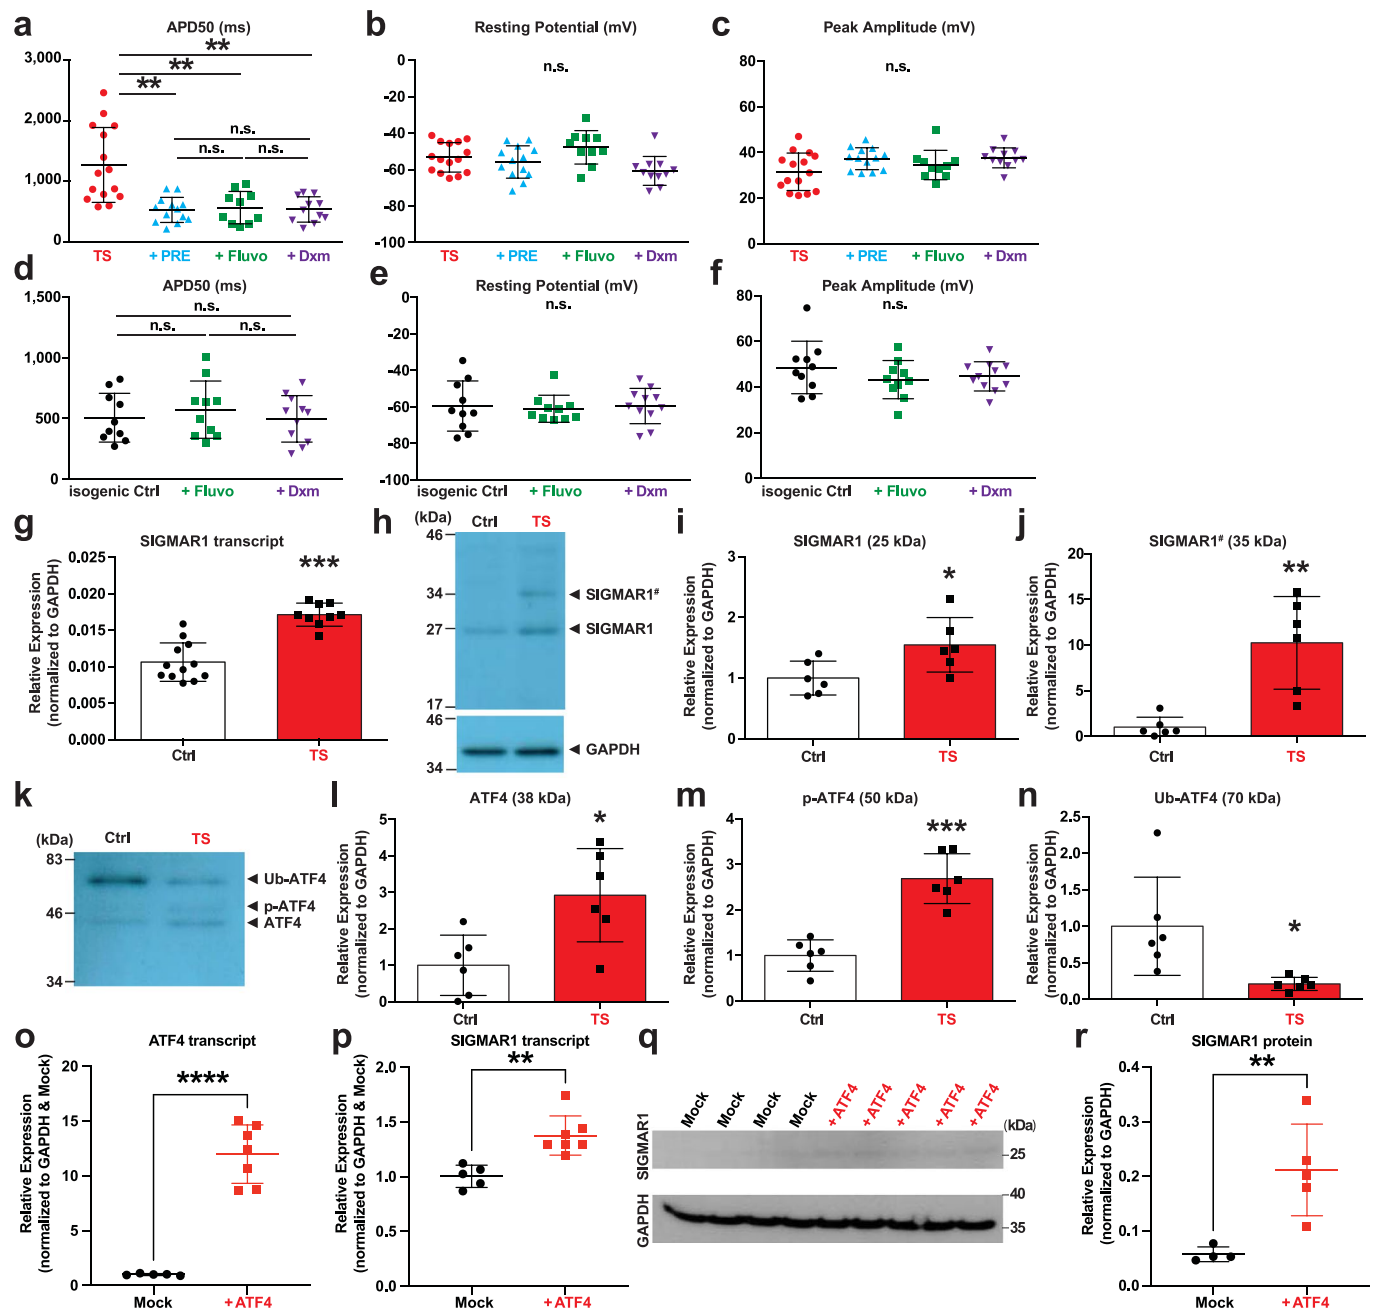 a
APD50 (ms)
3,000
2,000
1,000
0
**
**
**
n.s.
n.s.
n.s.
TS
+ PRE
+ Fluvo
+ Dxm
b
Resting Potential (mV)
0
-20
-40
-60
-80
-100
n.s.
TS
+ PRE
+ Fluvo
+ Dxm
c
Peak Amplitude (mV)
80
60
40
20
0
n.s.
TS
+ PRE
+ Fluvo
+ Dxm
d
APD50 (ms)
1,500
1,000
500
0
n.s.
n.s.
n.s.
isogenic Ctrl
+ Fluvo
+ Dxm
e
Resting Potential (mV)
0
-20
-40
-60
-80
-100
n.s.
isogenic Ctrl
+ Fluvo
+ Dxm
f
Peak Amplitude (mV)
80
60
40
20
0
n.s.
isogenic Ctrl
+ Fluvo
+ Dxm
g
SIGMAR1 transcript
Relative Expression
(normalized to GAPDH)
0.025
0.020
0.015
0.010
0.005
0.000
***
Ctrl
TS
h
(kDa)
Ctrl
TS
46
34
27
17
46
34
SIGMAR1#
SIGMAR1
GAPDH
i
SIGMAR1 (25 kDa)
Relative Expression
(normalized to GAPDH)
3
2
1
0
*
Ctrl
TS
j
SIGMAR1# (35 kDa)
Relative Expression
(normalized to GAPDH)
20
15
10
5
0
**
Ctrl
TS
k
(kDa)
Ctrl
TS
83
46
34
Ub-ATF4
p-ATF4
ATF4
l
ATF4 (38 kDa)
Relative Expression
(normalized to GAPDH)
5
4
3
2
1
0
*
Ctrl
TS
m
p-ATF4 (50 kDa)
Relative Expression
(normalized to GAPDH)
4
3
2
1
0
***
Ctrl
TS
n
Ub-ATF4 (70 kDa)
Relative Expression
(normalized to GAPDH)
2.5
2.0
1.5
1.0
0.5
0.0
*
Ctrl
TS
o
ATF4 transcript
Relative Expression
(normalized to GAPDH & Mock)
20
15
10
5
0
****
Mock
+ATF4
p
SIGMAR1 transcript
Relative Expression
(normalized to GAPDH & Mock)
2.0
1.5
1.0
0.5
0.0
**
Mock
+ATF4
q
Mock
Mock
Mock
Mock
+ATF4
+ATF4
+ATF4
+ATF4
+ATF4
(kDa)
SIGMAR1
25
GAPDH
40
35
r
SIGMAR1 protein
Relative Expression
(normalized to GAPDH)
0.4
0.3
0.2
0.1
0.0
**
Mock
+ATF4